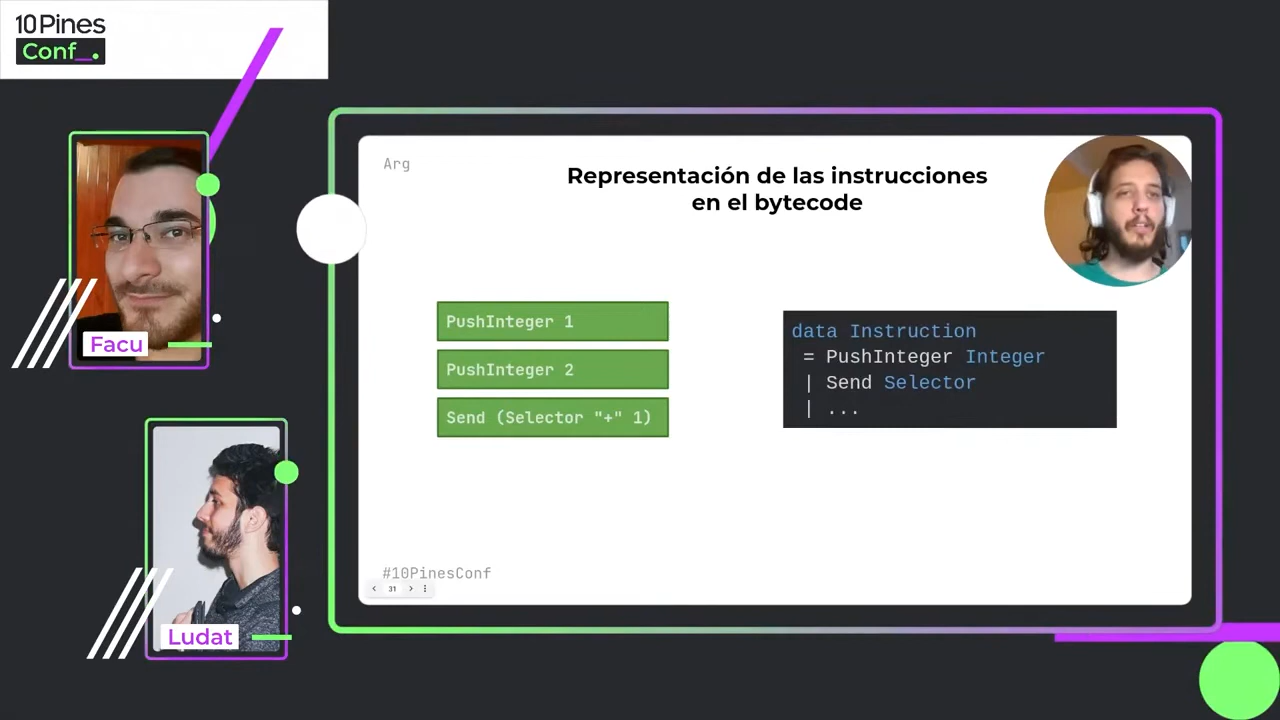 10Pines
Conf_.
Facu
Ludat
Arg
Representación de las instrucciones
en el bytecode
PushInteger 1
PushInteger 2
Send (Selector "+" 1)
data Instruction
= PushInteger Integer
| Send Selector
| ...
#10PinesConf
31